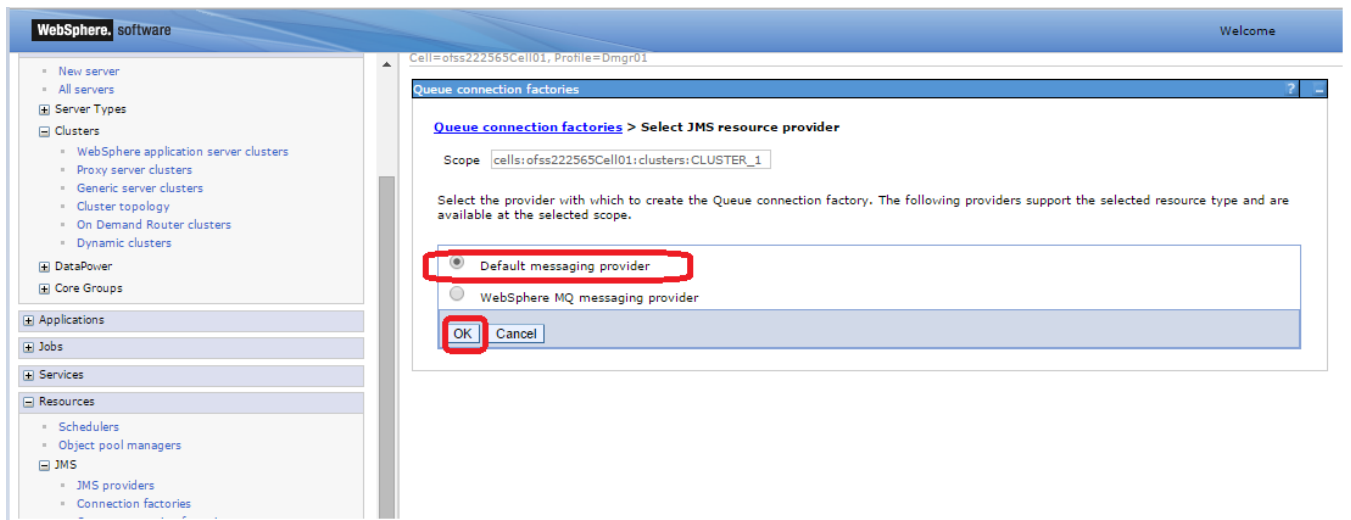 WebSphere. software
Welcome
New server
All servers
Server Types
Clusters
WebSphere application server clusters
Proxy server clusters
Generic server clusters
Cluster topology
On Demand Router clusters
Dynamic clusters
DataPower
Core Groups
Applications
Jobs
Services
Resources
Schedulers
Object pool managers
JMS
JMS providers
Connection factories
Cell=ofss222565Cell01, Profile=Dmgr01
Queue connection factories
?
Queue connection factories > Select JMS resource provider
Scope cells:ofss222565Cell01:clusters:CLUSTER_1
Select the provider with which to create the Queue connection factory. The following providers support the selected resource type and are
available at the selected scope.
Default messaging provider
WebSphere MQ messaging provider
OK Cancel